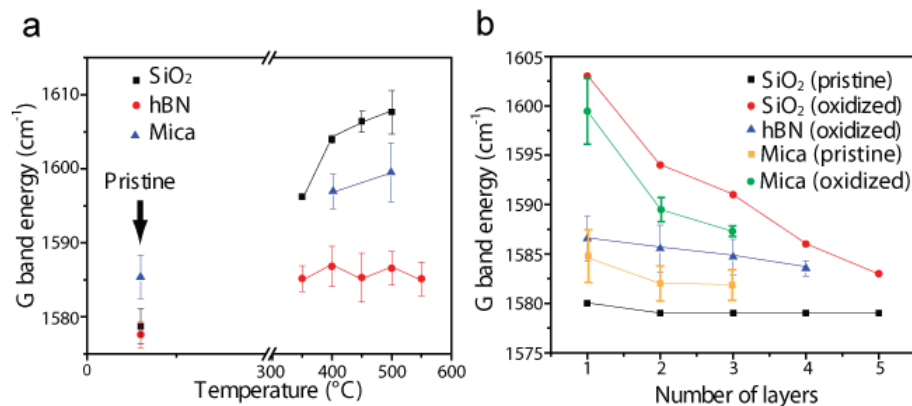 a
G band energy (cm⁻¹)
1610
1600
1590
1580
SiO₂
hBN
Mica
Pristine
0
300
400
500
600
Temperature (°C)
b
G band energy (cm⁻¹)
1605
1600
1595
1590
1585
1580
1575
SiO₂ (pristine)
SiO₂ (oxidized)
hBN (oxidized)
Mica (pristine)
Mica (oxidized)
1
2
3
4
5
Number of layers